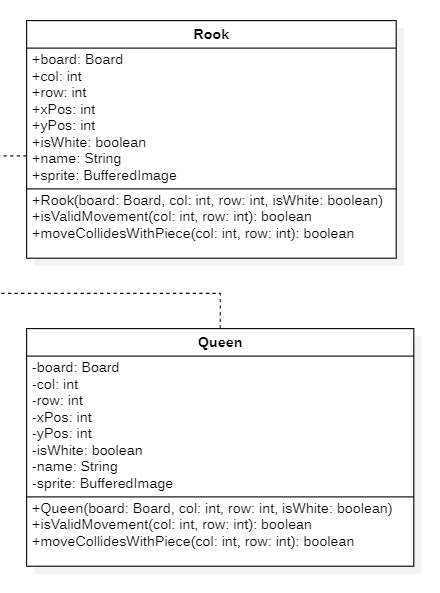 Rook
+board: Board
+col: int
+row: int
+xPos: int
+yPos: int
+isWhite: boolean
+name: String
+sprite: BufferedImage
+Rook(board: Board, col: int, row: int, isWhite: boolean)
+isValidMovement(col: int, row: int): boolean
+moveCollidesWithPiece(col: int, row: int): boolean
Queen
-board: Board
-col: int
-row: int
-xPos: int
-yPos: int
-isWhite: boolean
-name: String
-sprite: BufferedImage
+Queen(board: Board, col: int, row: int, isWhite: boolean)
+isValidMovement(col: int, row: int): boolean
+moveCollidesWithPiece(col: int, row: int): boolean